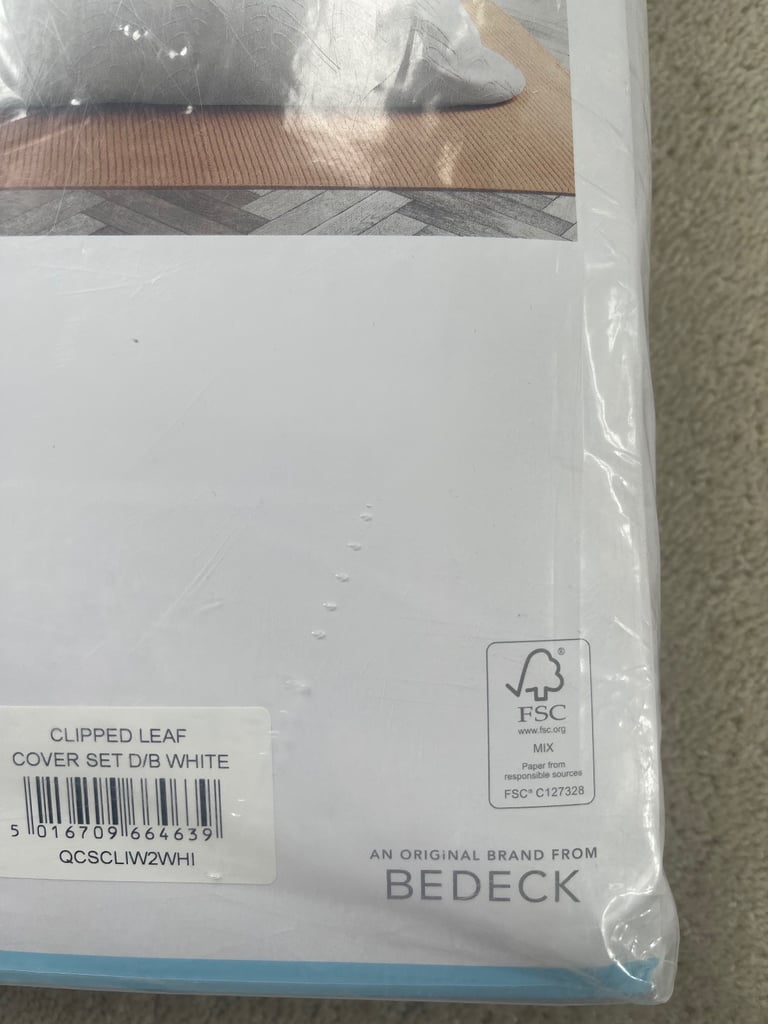 CLIPPED LEAF
COVER SET D/B WHITE
5 016709 664639
QCSCLIW2WHI
®
FSC
www.fsc.org
MIX
Paper from
responsible sources
FSC® C127328
AN ORIGINAL BRAND FROM
BEDECK